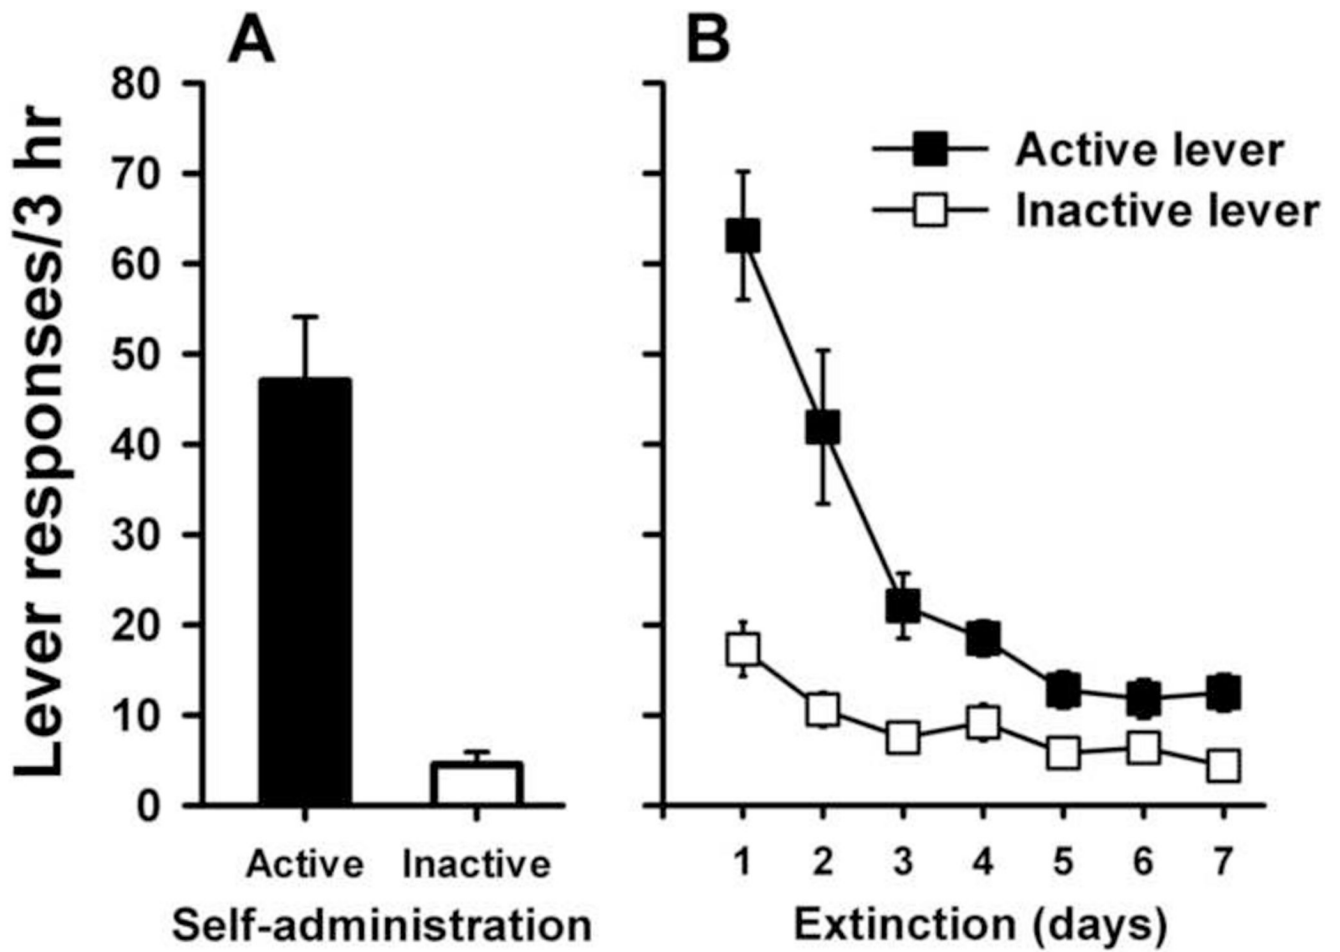 A
B
Lever responses/3 hr
80
70
60
50
40
30
20
10
0
Active Inactive
Self-administration
Active lever
Inactive lever
1 2 3 4 5 6 7
Extinction (days)